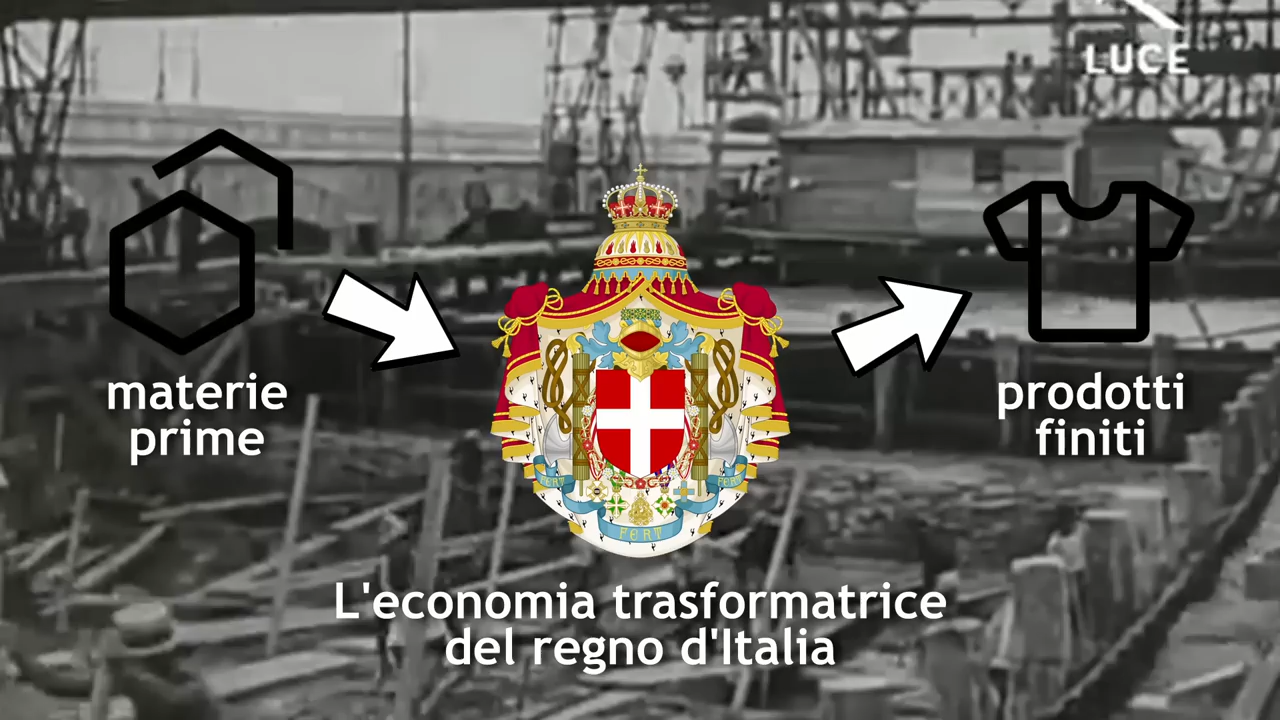 LUCE
materie
prime
prodotti
finiti
FERT
FERT
FERT
L'economia trasformatrice
del regno d'Italia